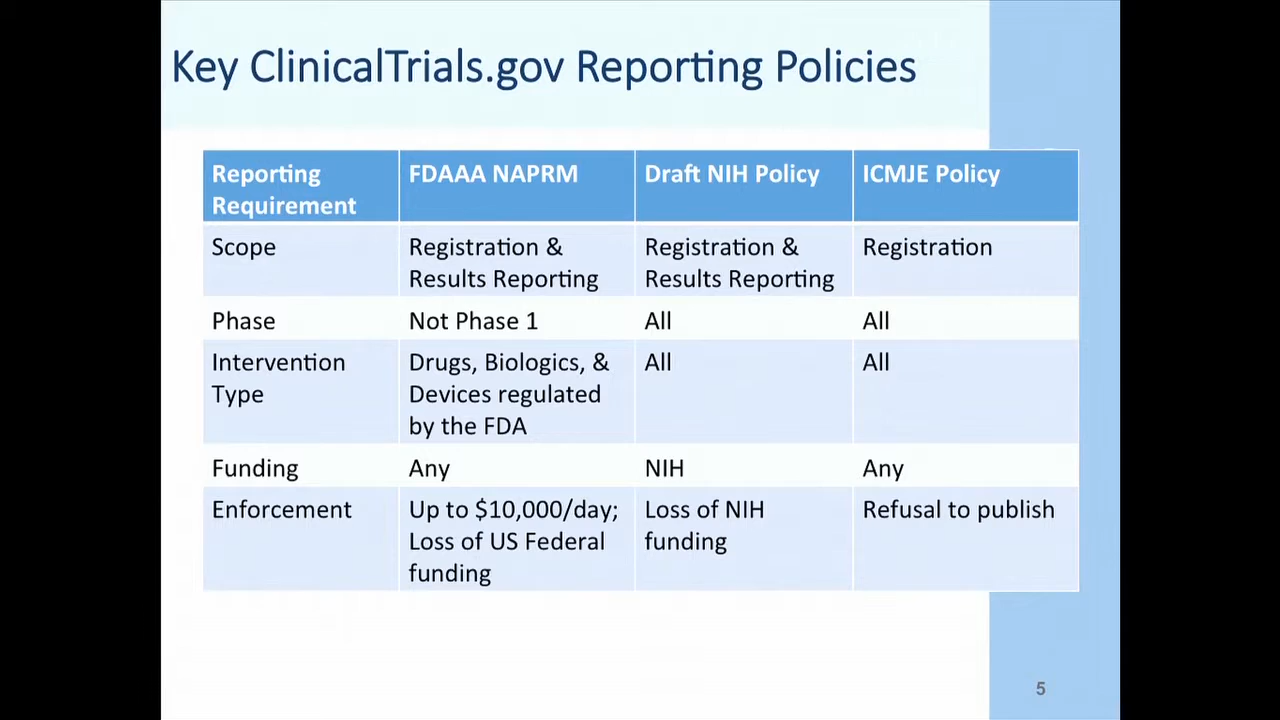 Key ClinicalTrials.gov Reporting Policies
Reporting Requirement
FDAAA NAPRM
Draft NIH Policy
ICMJE Policy
Scope
Registration &
Results Reporting
Registration &
Results Reporting
Registration
Phase
Not Phase 1
All
All
Intervention
Type
Drugs, Biologics, &
Devices regulated
by the FDA
All
All
Funding
Any
NIH
Any
Enforcement
Up to $10,000/day;
Loss of US Federal
funding
Loss of NIH
funding
Refusal to publish
5